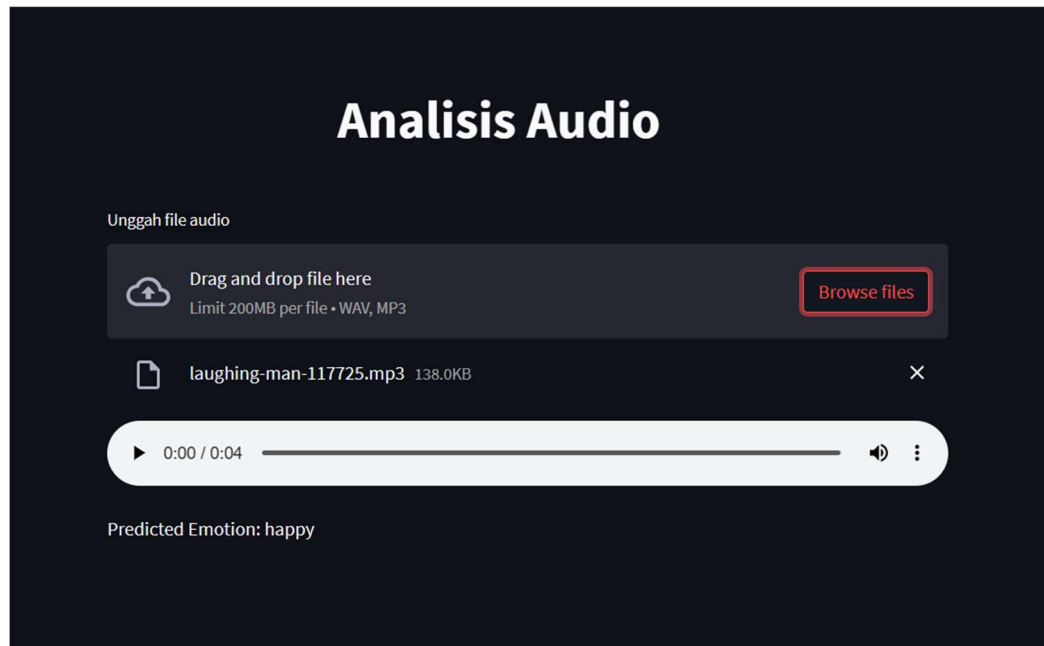 Analisis Audio
Unggah file audio
Drag and drop file here
Limit 200MB per file • WAV, MP3
Browse files
laughing-man-117725.mp3 138.0KB
0:00 / 0:04
Predicted Emotion: happy